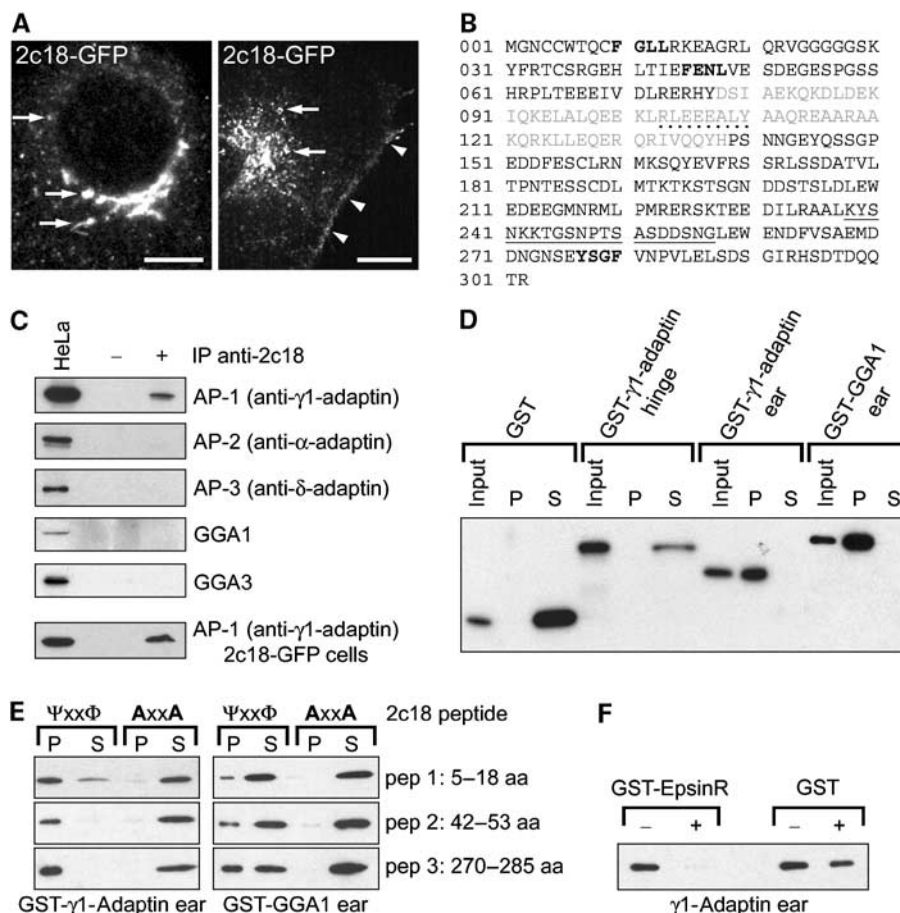 A
2c18-GFP
2c18-GFP
B
001 MGNCCWTQCF GLLRKEAGRL QRVGGGGGSK
031 YFRTCSRGEH LTIEFENLVE SDEGESPGSS
061 HRPLTEEEIV DLRERHYDSI AEKQKDLDEK
091 IQKELALQEE KLRLEEEALY AAQREAARAA
121 KQRKLLEQER QRIVQQYHPS NNGEYQSSGP
151 EDDFESCLRN MKSQYEVFRS SRLSSDATVL
181 TPNTESSCDL MTKTKSTSGN DDSTSLDLEW
211 EDEEGMNRML PMRERSKTEE DILRAALKYS
241 NKKTGSNPTS ASDDSNGLEW ENDFVSAEMD
271 DNGNSEYSGF VNPVLELSDS GIRHSDTDQQ
301 TR
C
HeLa
– + IP anti-2c18
AP-1 (anti-γ1-adaptin)
AP-2 (anti-α-adaptin)
AP-3 (anti-δ-adaptin)
GGA1
GGA3
AP-1 (anti-γ1-adaptin)
2c18-GFP cells
D
GST
GST-γ1-adaptin
hinge
GST-γ1-adaptin
ear
GST-GGA1
ear
Input P S Input P S Input P S Input P S
E
ΨxxΦ AxxA ΨxxΦ AxxA 2c18 peptide
P S P S P S P S
pep 1: 5–18 aa
pep 2: 42–53 aa
pep 3: 270–285 aa
GST-γ1-Adaptin ear GST-GGA1 ear
F
GST-EpsinR GST
– + – +
γ1-Adaptin ear